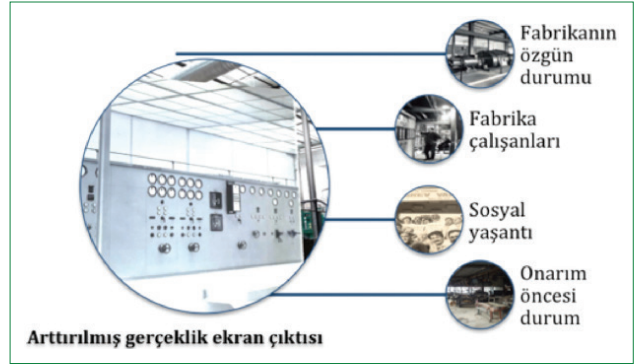 Fabrikanın
özgün
durumu
Fabrika
çalışanları
Sosyal
yaşantı
Onarım
öncesi
durum
Arttırılmış gerçeklik ekran çıktısı